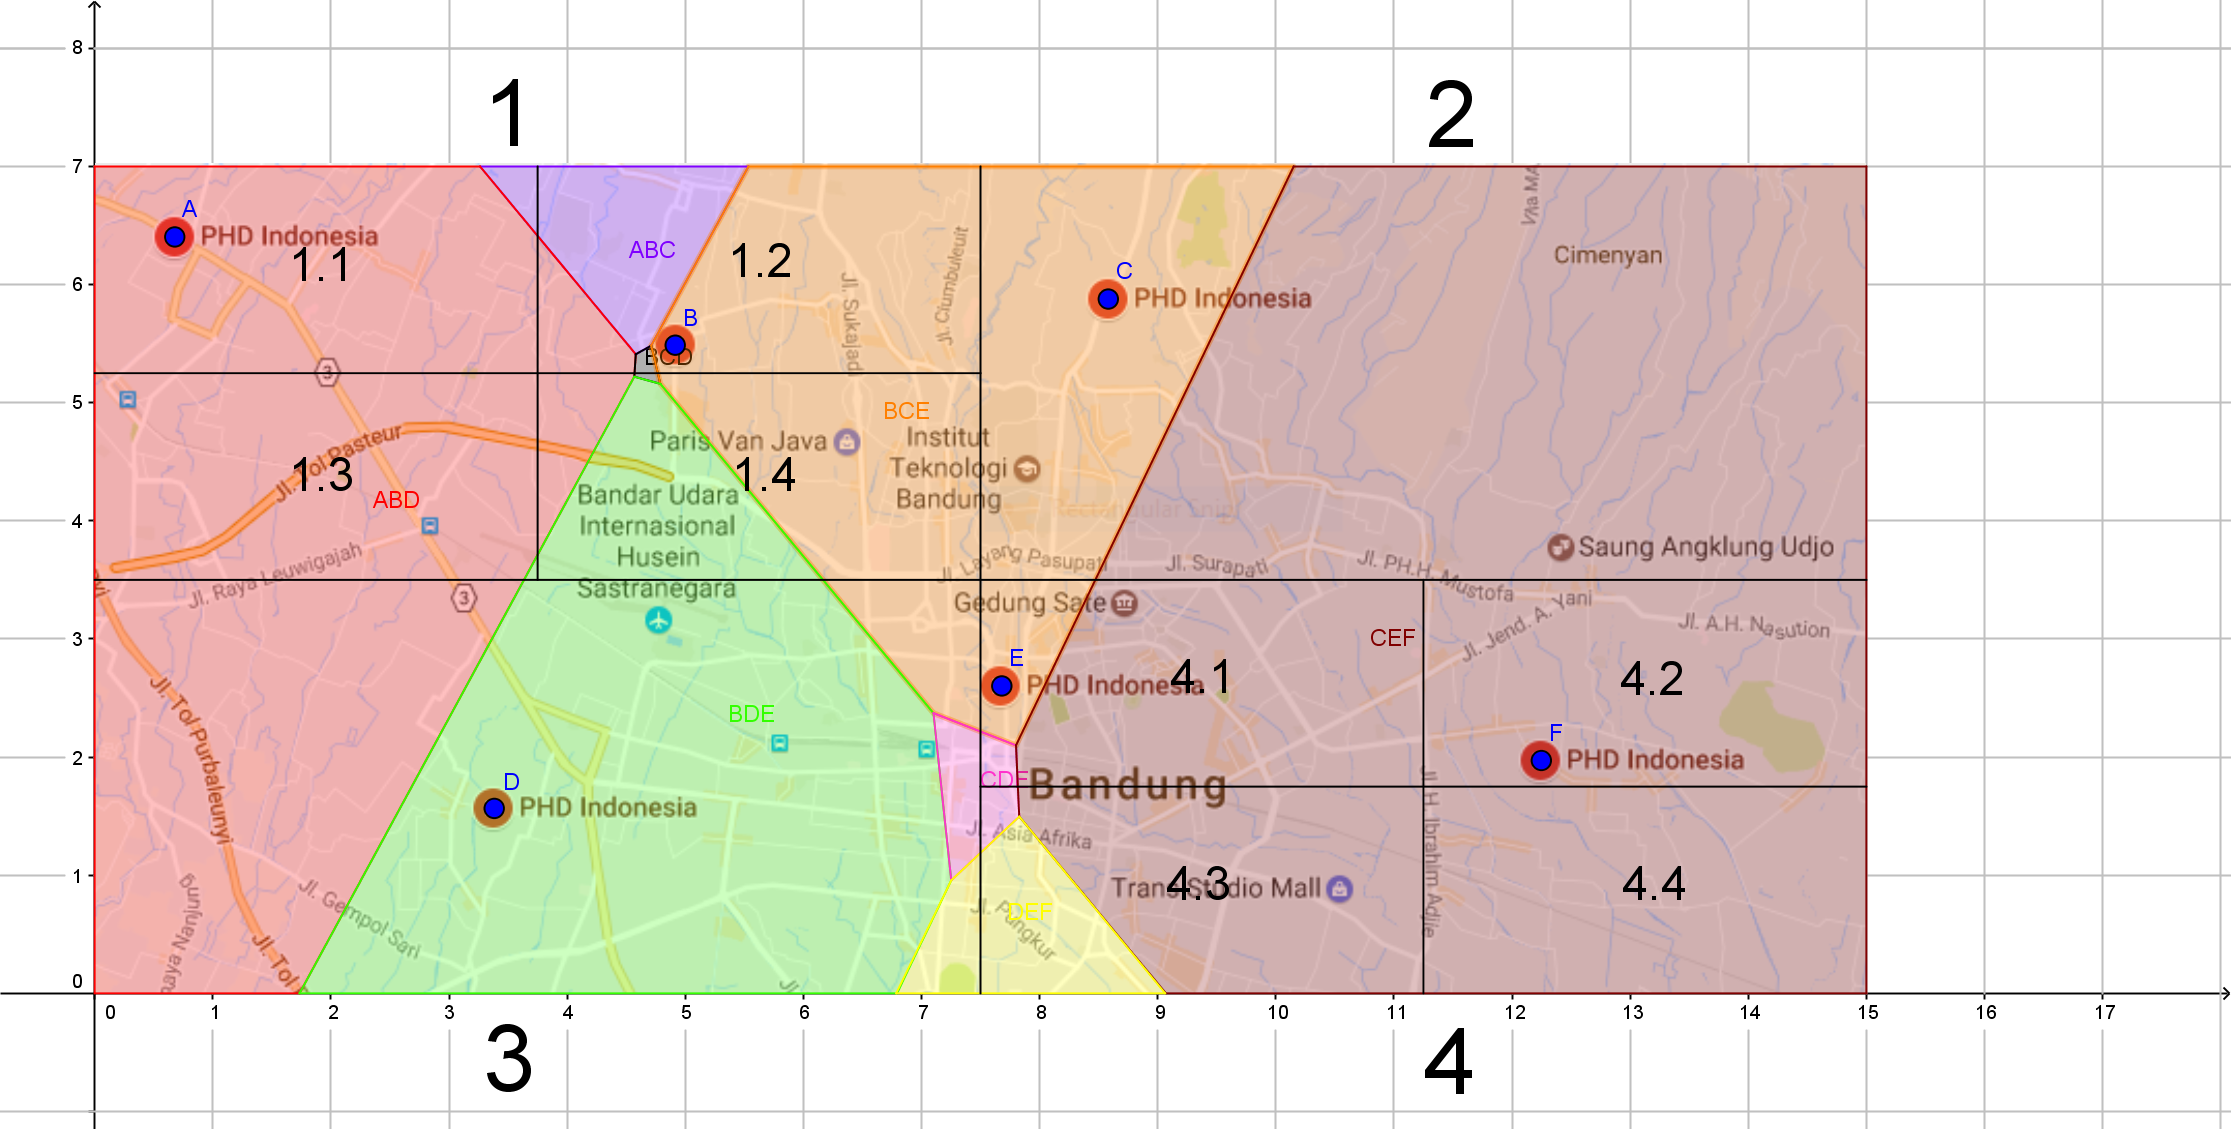 1
2
8
7
6
5
4
3
2
1
0
A
PHD Indonesia
1.1
ABC
1.2
B
BCD
C
PHD Indonesia
Cimenyan
Jl. Sukajadi
Jl. Ciumbuleuit
3
BCE
Paris Van Java
Institut
Teknologi
Bandung
1.3
Jl. Tol Pasteur
ABD
1.4
Bandar Udara
Internasional
Husein
Sastranegara
Rectangular Snip
Jl. Raya Leuwigajah
3
Jl. Layang Pasupati
Jl. Surapati
Jl. PH.H. Mustofa
Saung Angklung Udjo
Gedung Sate
Jl. Jend. A. Yani
Jl. A.H. Nasution
CEF
E
PHD Indonesia
4.1
4.2
Jl. Tol Purbaleunyi
BDE
F
PHD Indonesia
D
PHD Indonesia
CDF
Bandung
Jl. Asia Afrika
Jl. H. Ibrahim Adjie
Trans Studio Mall
4.3
4.4
Jl. Gempol Sari
DEF
Jl. Pungkur
Jl. Tol
Jl.
0 1 2 3 4 5 6 7 8 9 10 11 12 13 14 15 16 17
3
4